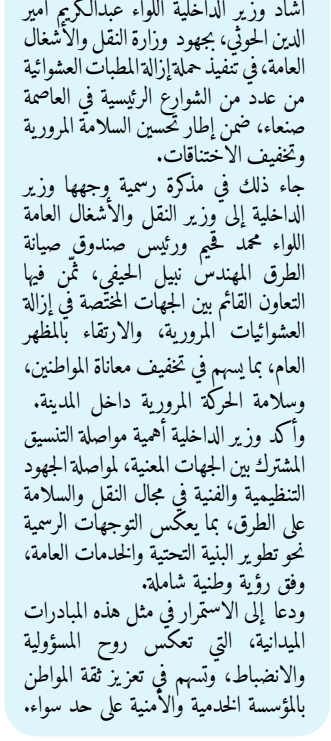 أشاد وزير الداخلية اللواء عبدالكريم أمير
الدين الحوثي، بجهود وزارة النقل والأشغال
العامة، في تنفيذ حملة إزالة المطبات العشوائية
من عدد من الشوارع الرئيسية في العاصمة
صنعاء، ضمن إطار تحسين السلامة المرورية
وتخفيف الاختناقات.
جاء ذلك في مذكرة رسمية وجهها وزير
الداخلية إلى وزير النقل والأشغال العامة
اللواء محمد قحيم ورئيس صندوق صيانة
الطرق المهندس نبيل الحيفي، ثمّن فيها
التعاون القائم بين الجهات المختصة في إزالة
العشوائيات المرورية، والارتقاء بالمظهر
العام، بما يسهم في تخفيف معاناة المواطنين،
وسلامة الحركة المرورية داخل المدينة.
وأكد وزير الداخلية أهمية مواصلة التنسيق
المشترك بين الجهات المعنية، لمواصلة الجهود
التنظيمية والفنية في مجال النقل والسلامة
على الطرق، بما يعكس التوجهات الرسمية
نحو تطوير البنية التحتية والخدمات العامة،
وفق رؤية وطنية شاملة.
ودعا إلى الاستمرار في مثل هذه المبادرات
الميدانية، التي تعكس روح المسؤولية
والانضباط، وتسهم في تعزيز ثقة المواطن
بالمؤسسة الخدمية والأمنية على حد سواء.